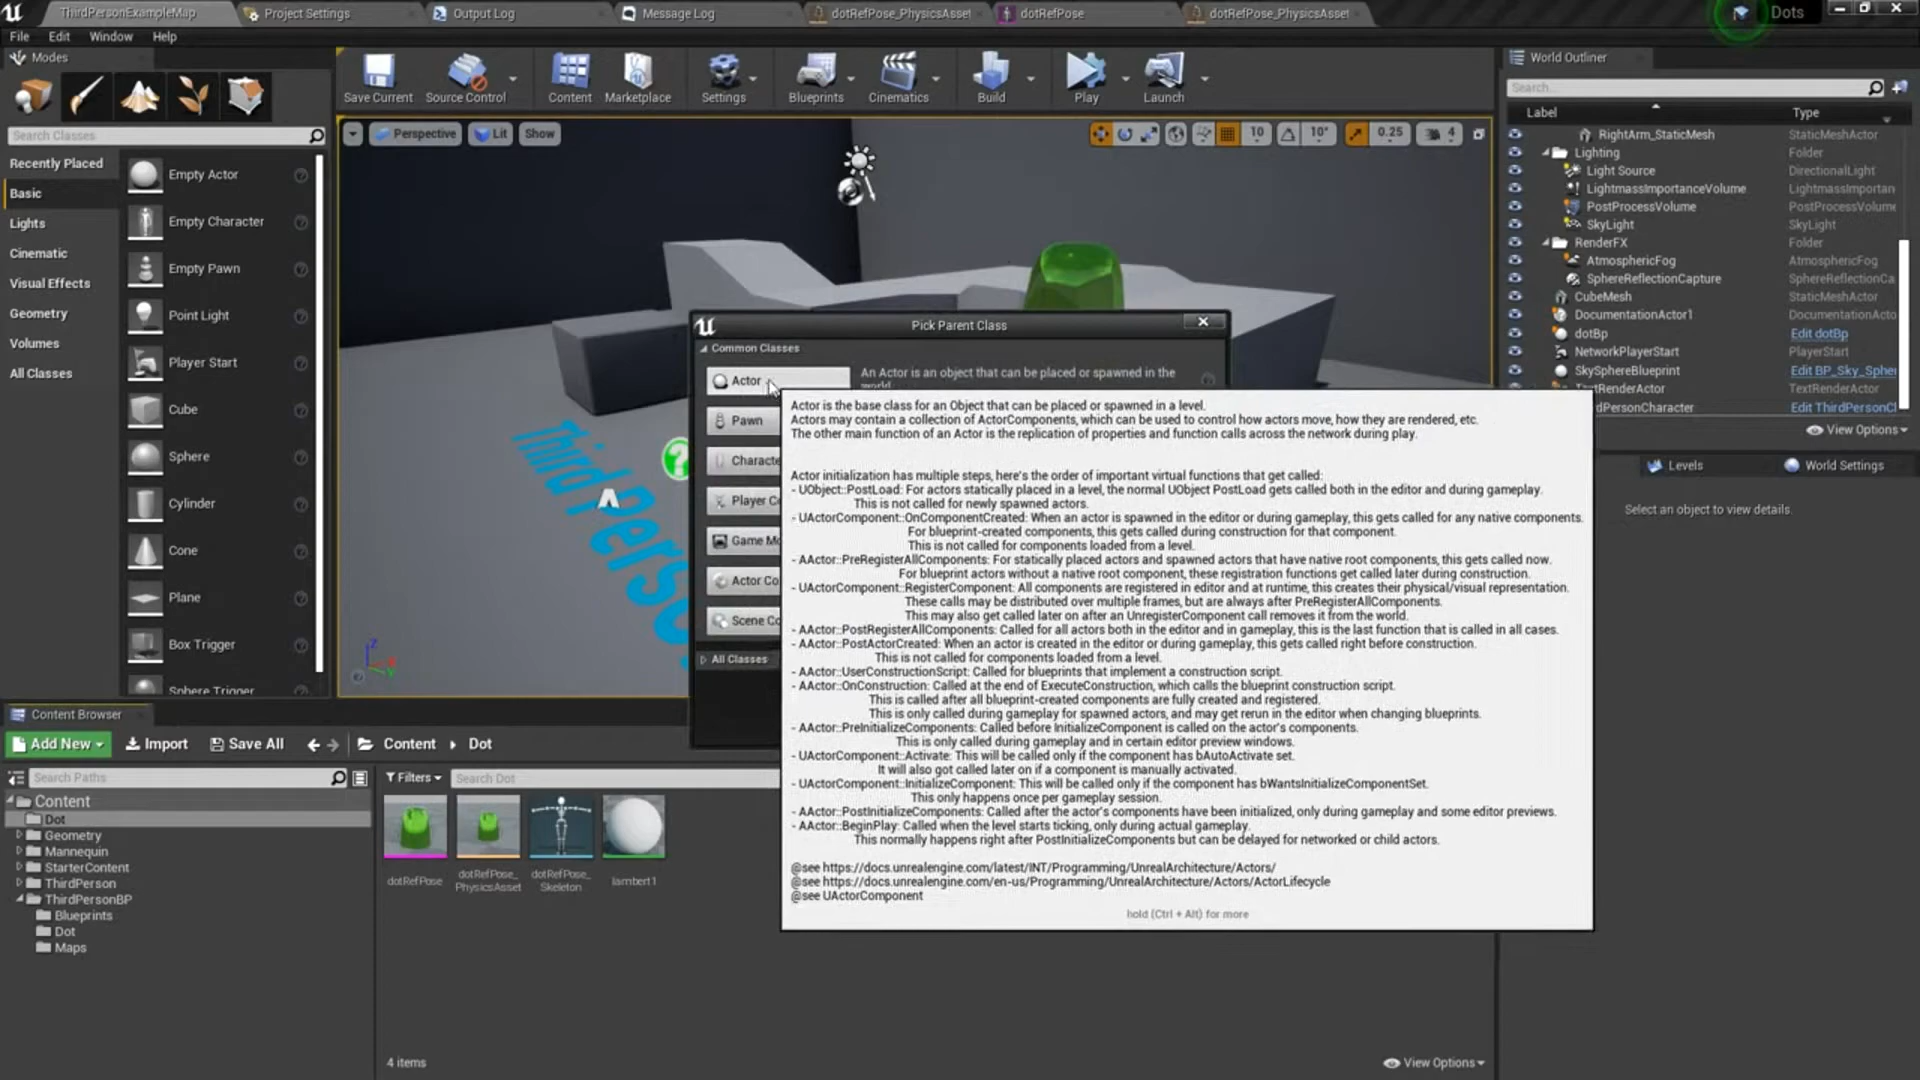 ThirdPersonExampleMap
Project Settings
Output Log
Message Log
dotRefPose_PhysicsAsset
dotRefPose
dotRefPose_PhysicsAsset
Dots
File Edit Window Help
Modes
Search Classes
Recently Placed
Basic
Lights
Cinematic
Visual Effects
Geometry
Volumes
All Classes
Empty Actor
Empty Character
Empty Pawn
Point Light
Player Start
Cube
Sphere
Cylinder
Cone
Plane
Box Trigger
Sphere Trigger
Save Current
Source Control
Content
Marketplace
Settings
Blueprints
Cinematics
Build
Play
Launch
Perspective
Lit
Show
10
10°
0.25
4
ThirdPerso
Pick Parent Class
Common Classes
Actor
An Actor is an object that can be placed or spawned in the
world
Pawn
Characte
Player Co
Game Mo
Actor Co
Scene Co
All Classes
Actor is the base class for an Object that can be placed or spawned in a level.
Actors may contain a collection of ActorComponents, which can be used to control how actors move, how they are rendered, etc.
The other main function of an Actor is the replication of properties and function calls across the network during play.
Actor initialization has multiple steps, here's the order of important virtual functions that get called:
- UObject::PostLoad: For actors statically placed in a level, the normal UObject PostLoad gets called both in the editor and during gameplay.
This is not called for newly spawned actors.
- UActorComponent::OnComponentCreated: When an actor is spawned in the editor or during gameplay, this gets called for any native components.
For blueprint-created components, this gets called during construction for that component.
This is not called for components loaded from a level.
- AActor::PreRegisterAllComponents: For statically placed actors and spawned actors that have native root components, this gets called now.
For blueprint actors without a native root component, these registration functions get called later during construction.
- UActorComponent::RegisterComponent: All components are registered in editor and at runtime, this creates their physical/visual representation.
These calls may be distributed over multiple frames, but are always after PreRegisterAllComponents.
This may also get called later on after an UnregisterComponent call removes it from the world.
- AActor::PostRegisterAllComponents: Called for all actors both in the editor and in gameplay, this is the last function that is called in all cases.
- AActor::PostActorCreated: When an actor is created in the editor or during gameplay, this gets called right before construction.
This is not called for components loaded from a level.
- AActor::UserConstructionScript: Called for blueprints that implement a construction script.
- AActor::OnConstruction: Called at the end of ExecuteConstruction, which calls the blueprint construction script.
This is called after all blueprint-created components are fully created and registered.
This is only called during gameplay for spawned actors, and may get rerun in the editor when changing blueprints.
- AActor::PreInitializeComponents: Called before InitializeComponent is called on the actor's components.
This is only called during gameplay and in certain editor preview windows.
- UActorComponent::Activate: This will be called only if the component has bAutoActivate set.
It will also got called later on if a component is manually activated.
- UActorComponent::InitializeComponent: This will be called only if the component has bWantsInitializeComponentSet.
This only happens once per gameplay session.
- AActor::PostInitializeComponents: Called after the actor's components have been initialized, only during gameplay and some editor previews.
- AActor::BeginPlay: Called when the level starts ticking, only during actual gameplay.
This normally happens right after PostInitializeComponents but can be delayed for networked or child actors.
@see https://docs.unrealengine.com/latest/INT/Programming/UnrealArchitecture/Actors/
@see https://docs.unrealengine.com/en-us/Programming/UnrealArchitecture/Actors/ActorLifecycle
@see UActorComponent
hold (Ctrl + Alt) for more
World Outliner
Search...
Label Type
RightArm_StaticMesh StaticMeshActor
Lighting Folder
Light Source DirectionalLight
LightmassImportanceVolume LightmassImportan
PostProcessVolume PostProcessVolume
SkyLight SkyLight
RenderFX Folder
AtmosphericFog AtmosphericFog
SphereReflectionCapture SphereReflectionCa
CubeMesh StaticMeshActor
DocumentationActor1 DocumentationActo
dotBp Edit dotBp
NetworkPlayerStart PlayerStart
SkySphereBlueprint Edit BP_Sky_Sphe
TextRenderActor TextRenderActor
rdPersonCharacter Edit ThirdPersonCl
View Options
Levels
World Settings
Select an object to view details.
Content Browser
Add New
Import
Save All
Content
Dot
Search Paths
Filters
Search Dot
Content
Dot
Geometry
Mannequin
StarterContent
ThirdPerson
ThirdPersonBP
Blueprints
Dot
Maps
dotRefPose
dotRefPose_
PhysicsAsset
dotRefPose_
Skeleton
lambert1
4 items
View Options